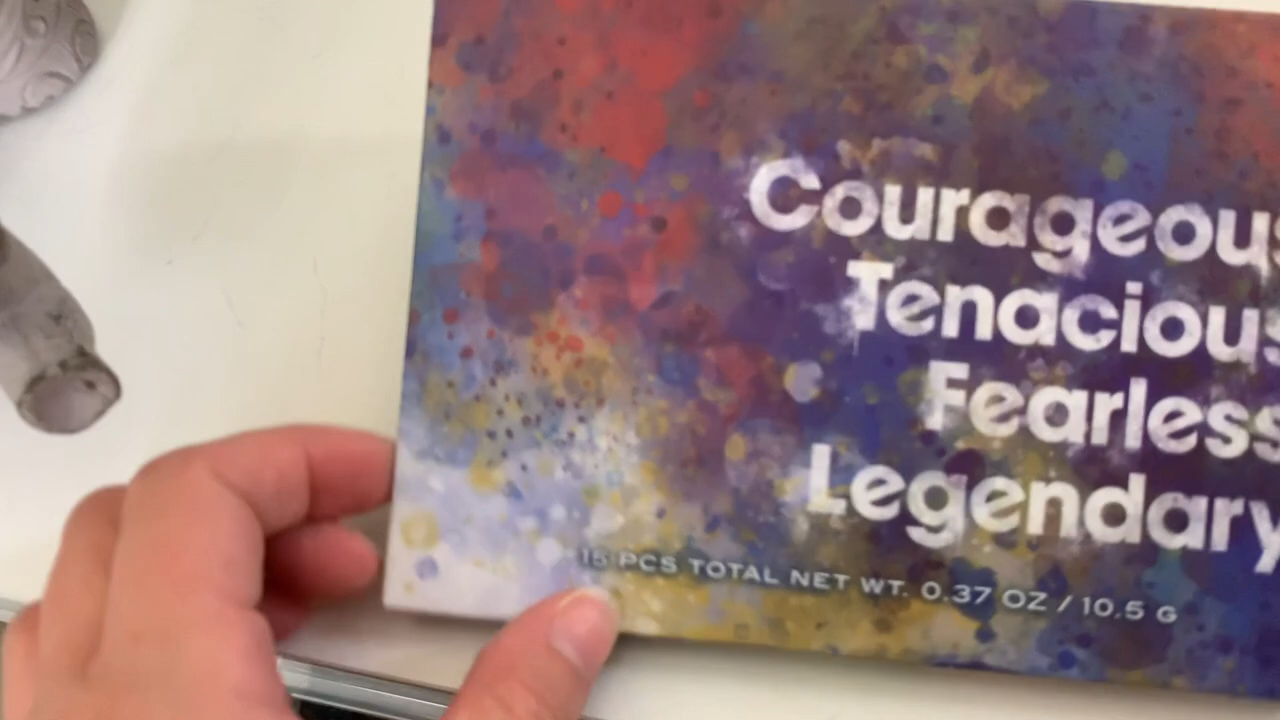 Courageous
Tenacious
Fearless
Legendary
15 PCS TOTAL NET WT. 0.37 OZ / 10.5 G